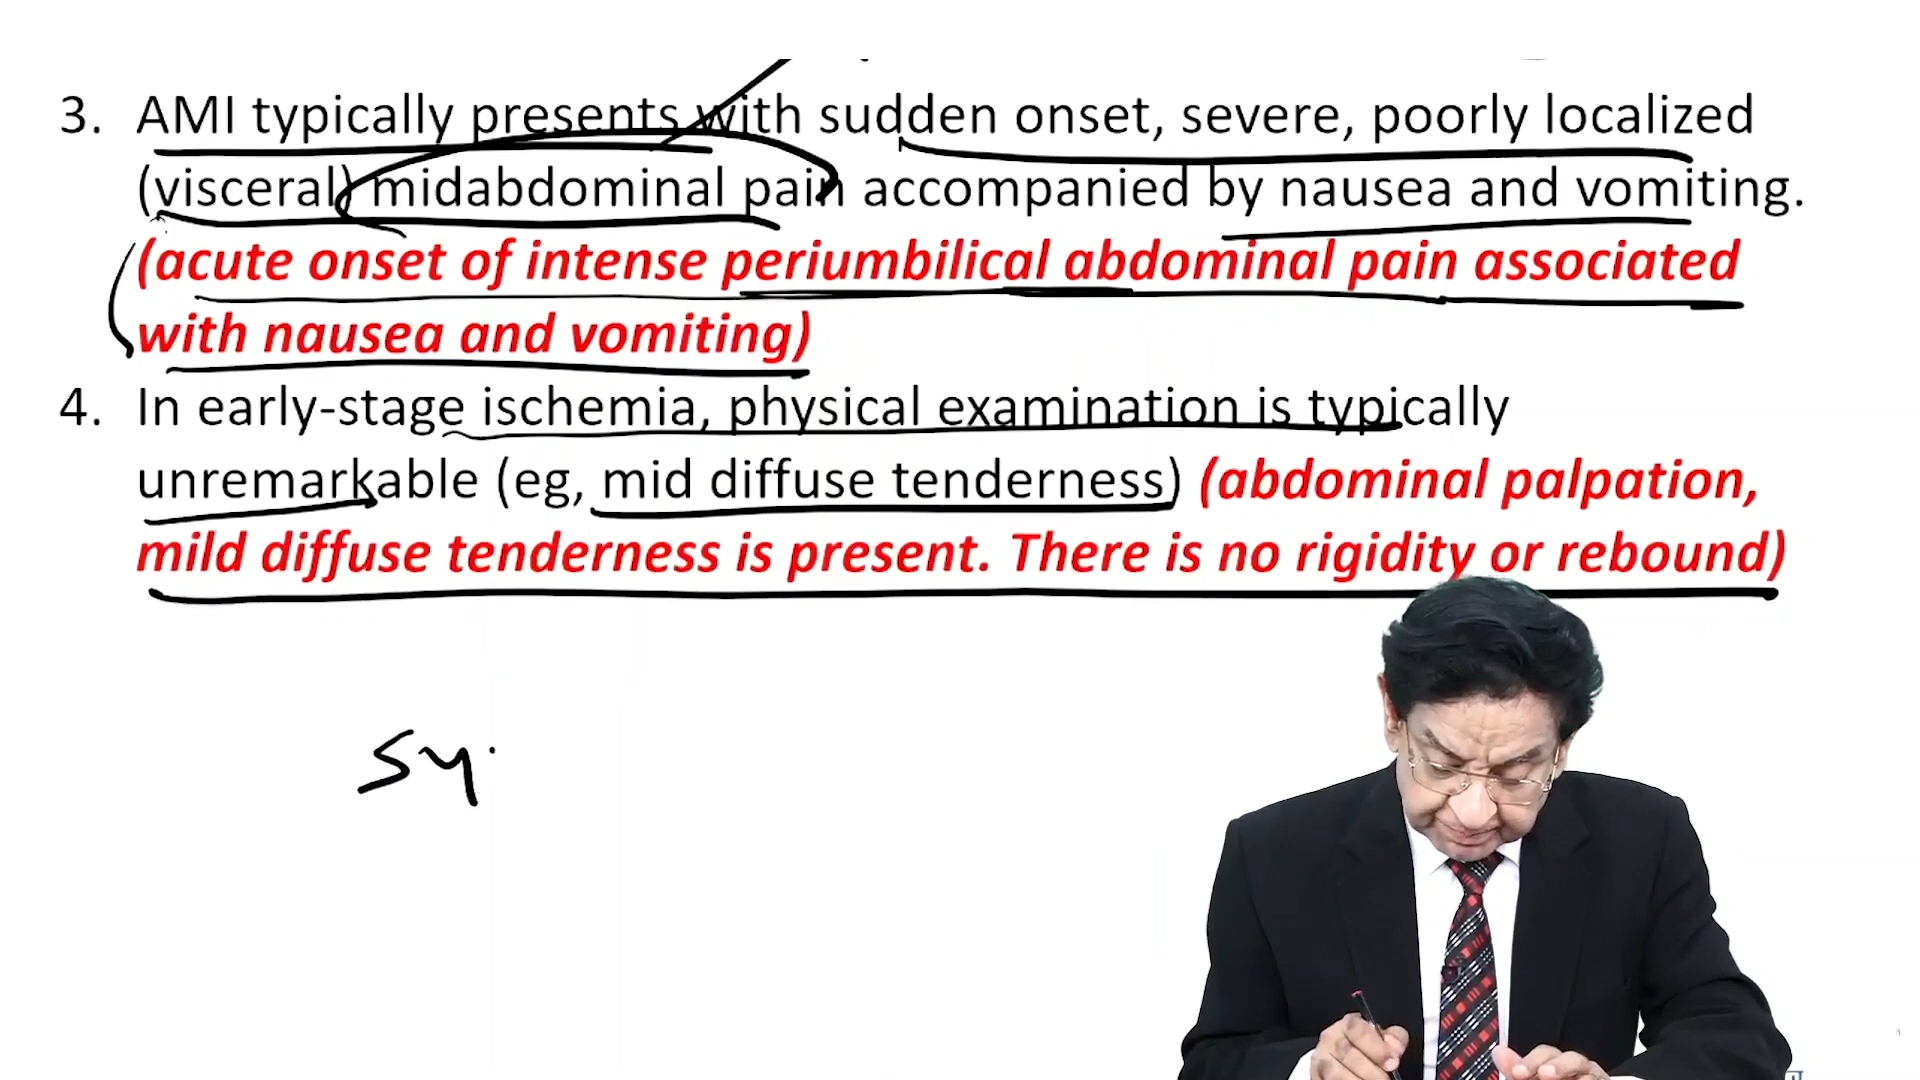 3. AMI typically presents with sudden onset, severe, poorly localized
(visceral) midabdominal pain accompanied by nausea and vomiting.
(acute onset of intense periumbilical abdominal pain associated
with nausea and vomiting)
4. In early-stage ischemia, physical examination is typically
unremarkable (eg, mid diffuse tenderness) (abdominal palpation,
mild diffuse tenderness is present. There is no rigidity or rebound)
Sy